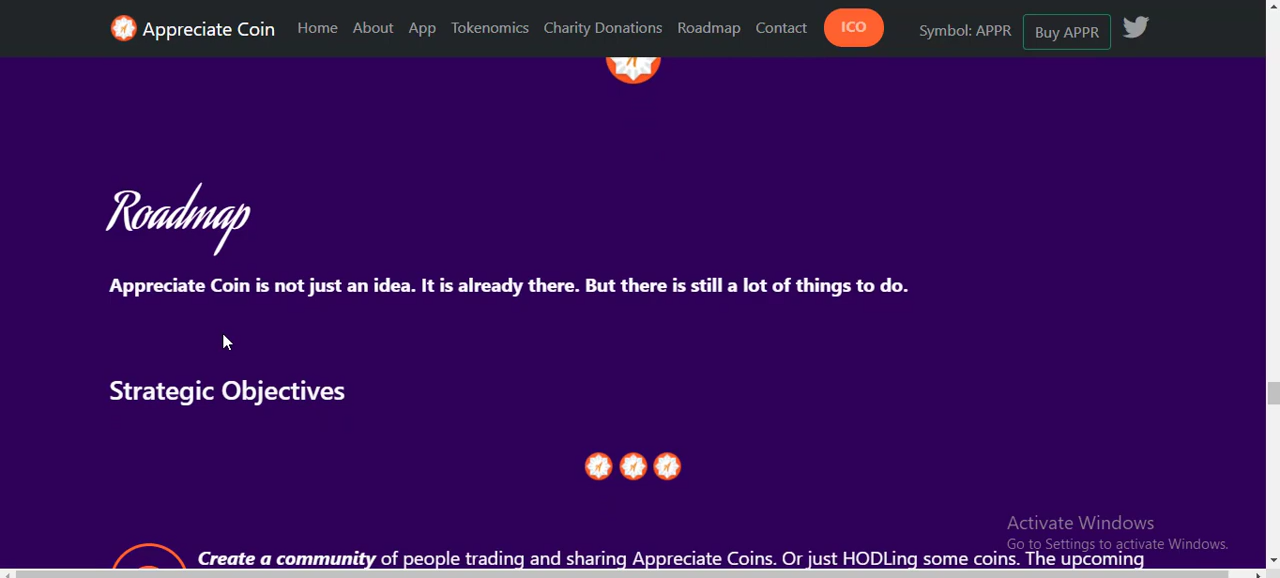 Appreciate Coin Home About App Tokenomics Charity Donations Roadmap Contact ICO Symbol: APPR Buy APPR
Roadmap
Appreciate Coin is not just an idea. It is already there. But there is still a lot of things to do.
Strategic Objectives
Create a community of people trading and sharing Appreciate Coins. Or just HODLing some coins. The upcoming
Activate Windows
Go to Settings to activate Windows.